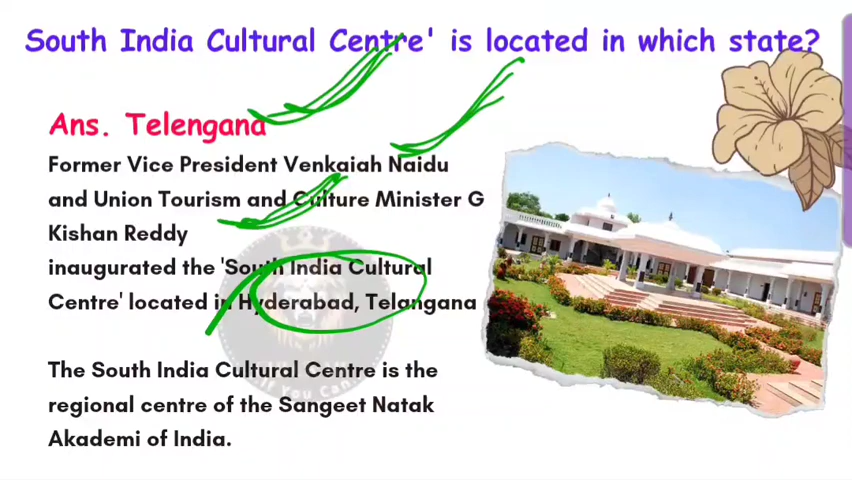 South India Cultural Centre' is located in which state?
Ans. Telengana
Former Vice President Venkaiah Naidu
and Union Tourism and Culture Minister G
Kishan Reddy
inaugurated the 'South India Cultural
Centre' located in Hyderabad, Telangana
The South India Cultural Centre is the
regional centre of the Sangeet Natak
Akademi of India.